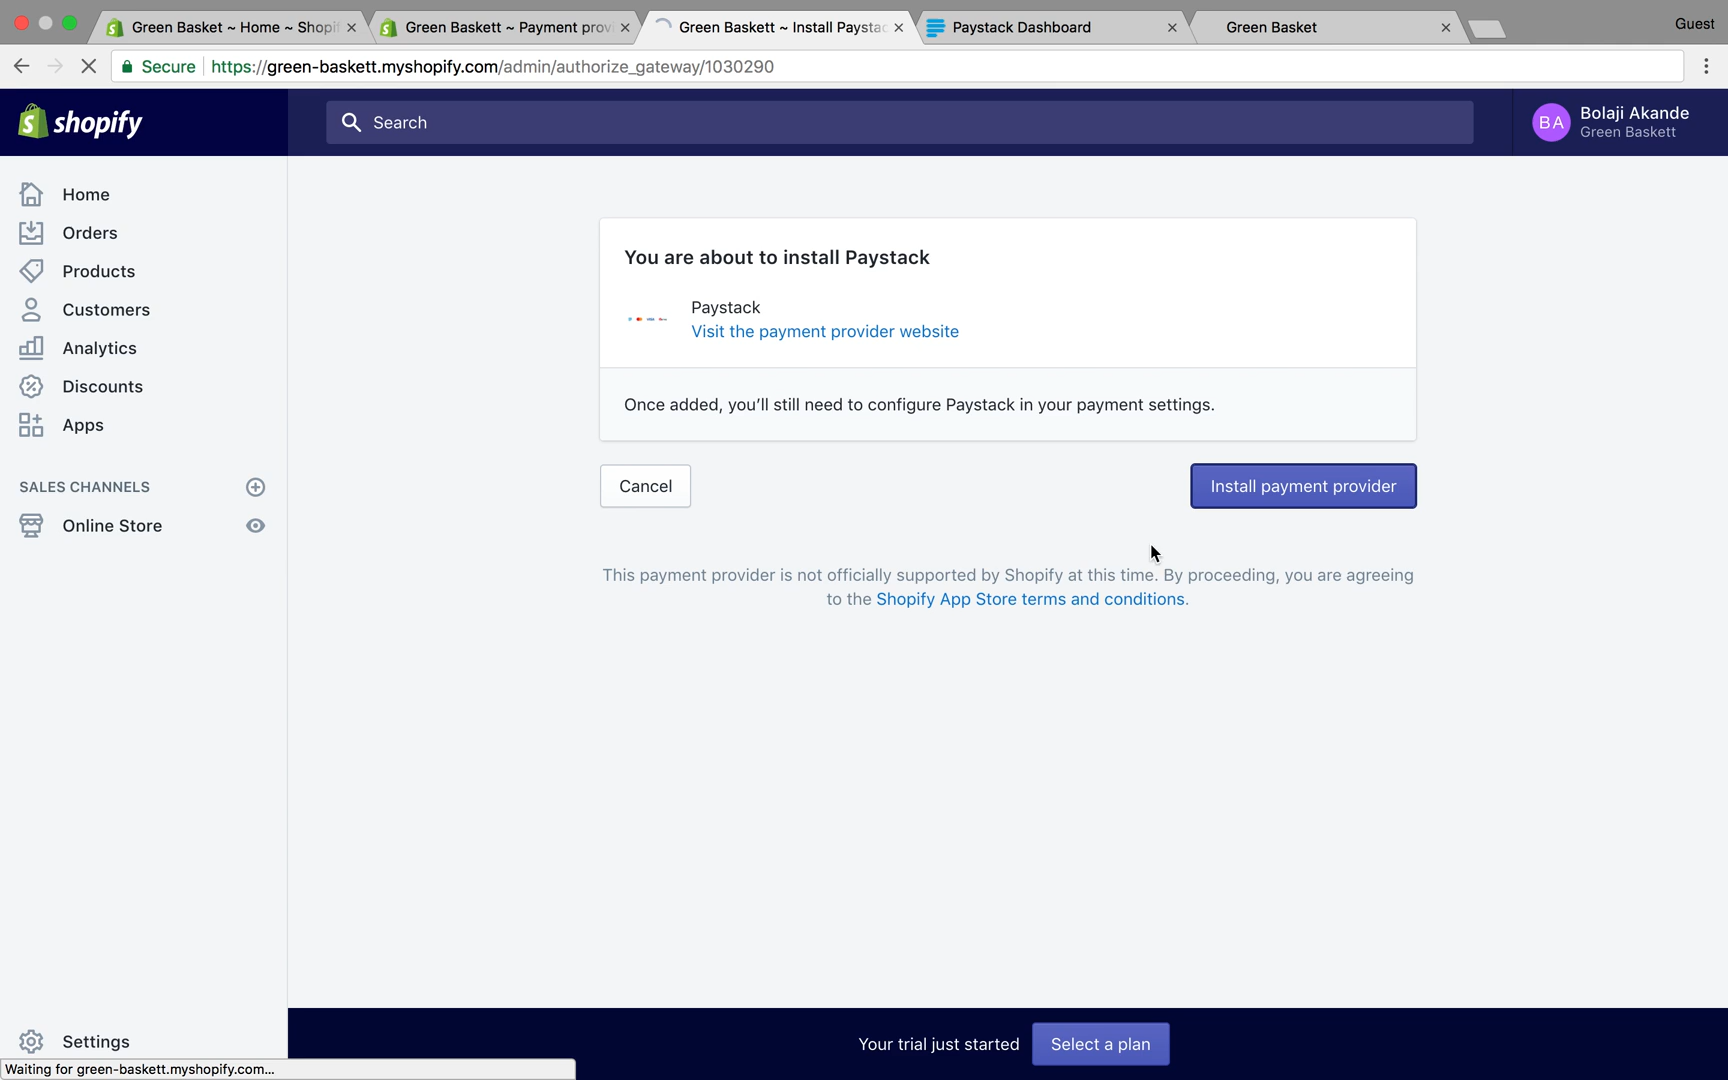 Green Basket ~ Home ~ Shopi
Green Baskett ~ Payment prov
Green Baskett ~ Install Paystac
Paystack Dashboard
Green Basket
Guest
Secure
https://green-baskett.myshopify.com/admin/authorize_gateway/1030290
shopify
Search
BA
Bolaji Akande
Green Baskett
Home
Orders
Products
Customers
Analytics
Discounts
Apps
SALES CHANNELS
Online Store
Settings
You are about to install Paystack
Paystack
Visit the payment provider website
Once added, you’ll still need to configure Paystack in your payment settings.
Cancel
Install payment provider
This payment provider is not officially supported by Shopify at this time. By proceeding, you are agreeing
to the Shopify App Store terms and conditions.
Your trial just started
Select a plan
Waiting for green-baskett.myshopify.com...